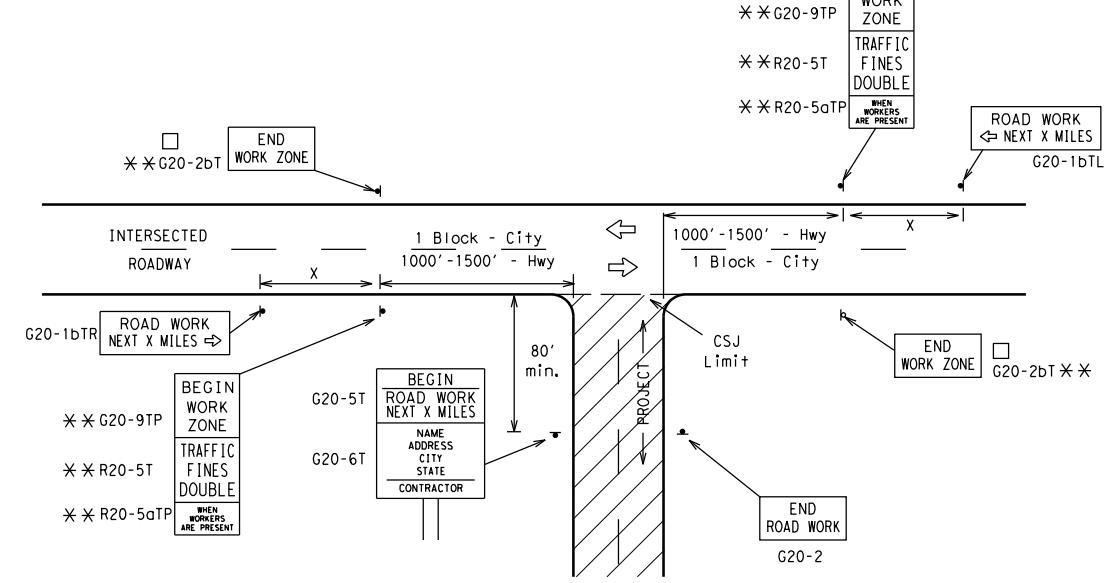 WORK
ZONE
**G20-9TP
TRAFFIC
FINES
DOUBLE
**R20-5T
WHEN
WORKERS
ARE PRESENT
**R20-5aTP
ROAD WORK
⇦ NEXT X MILES
G20-1bTL
END
WORK ZONE
□
**G20-2bT
INTERSECTED
ROADWAY
1 Block - City
1000'-1500' - Hwy
X
1000'-1500' - Hwy
1 Block - City
X
G20-1bTR
ROAD WORK
NEXT X MILES ⇨
BEGIN
WORK
ZONE
**G20-9TP
TRAFFIC
FINES
DOUBLE
**R20-5T
WHEN
WORKERS
ARE PRESENT
**R20-5aTP
G20-5T
BEGIN
ROAD WORK
NEXT X MILES
G20-6T
NAME
ADDRESS
CITY
STATE
CONTRACTOR
80'
min.
PROJECT
CSJ
Limit
END
WORK ZONE
□
G20-2bT**
END
ROAD WORK
G20-2